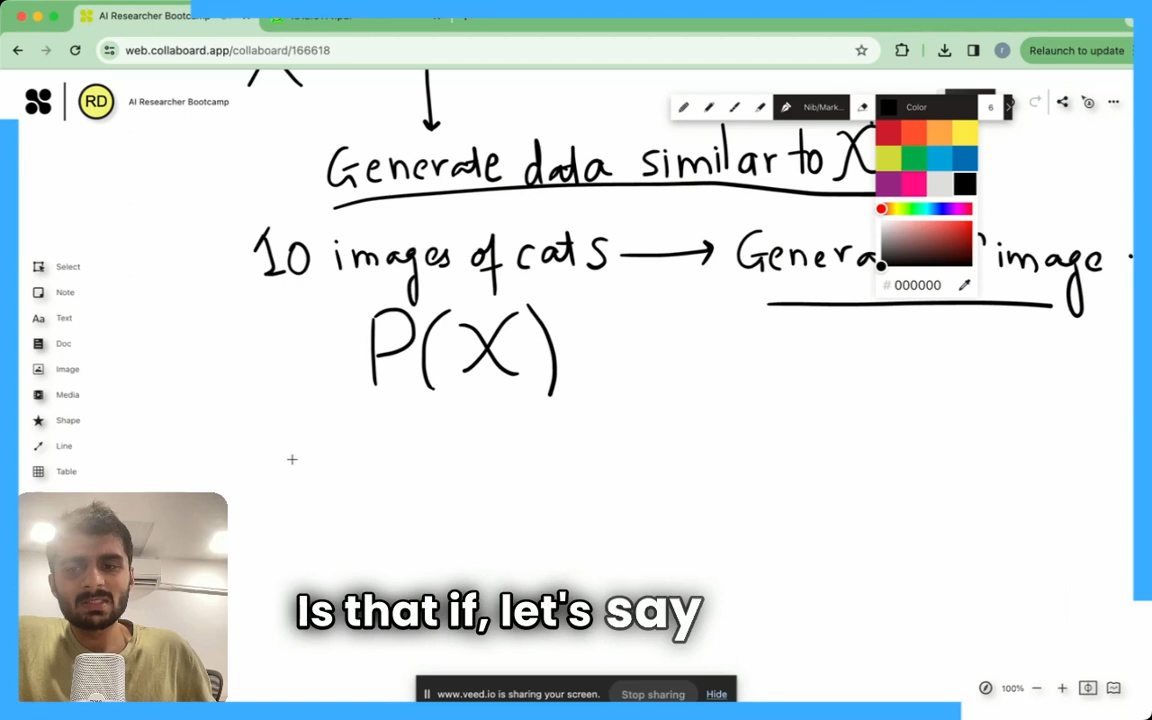 AI Researcher Bootcamp
web.collaboard.app/collaboard/166618
Relaunch to update
RD
AI Researcher Bootcamp
Nib/Mark...
Color
6
X
Generate data similar to X
10 images of cats → Genera image
P(X)
# 000000
Select
Note
Aa Text
Doc
Image
Media
Shape
Line
Table
Is that if, let's say
www.veed.io is sharing your screen.
Stop sharing
Hide
100%